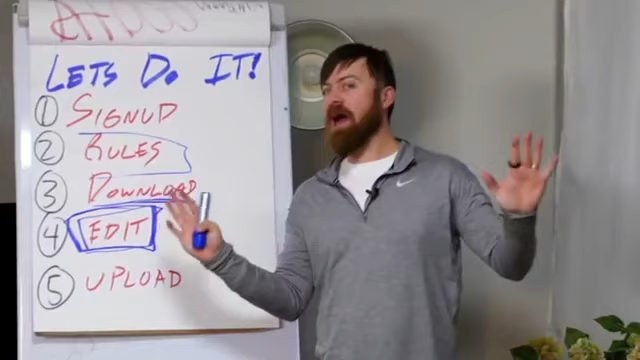 LETS DO IT!
1 SIGNUP
2 RULES
3 DOWNLOAD
4 EDIT
5 UPLOAD